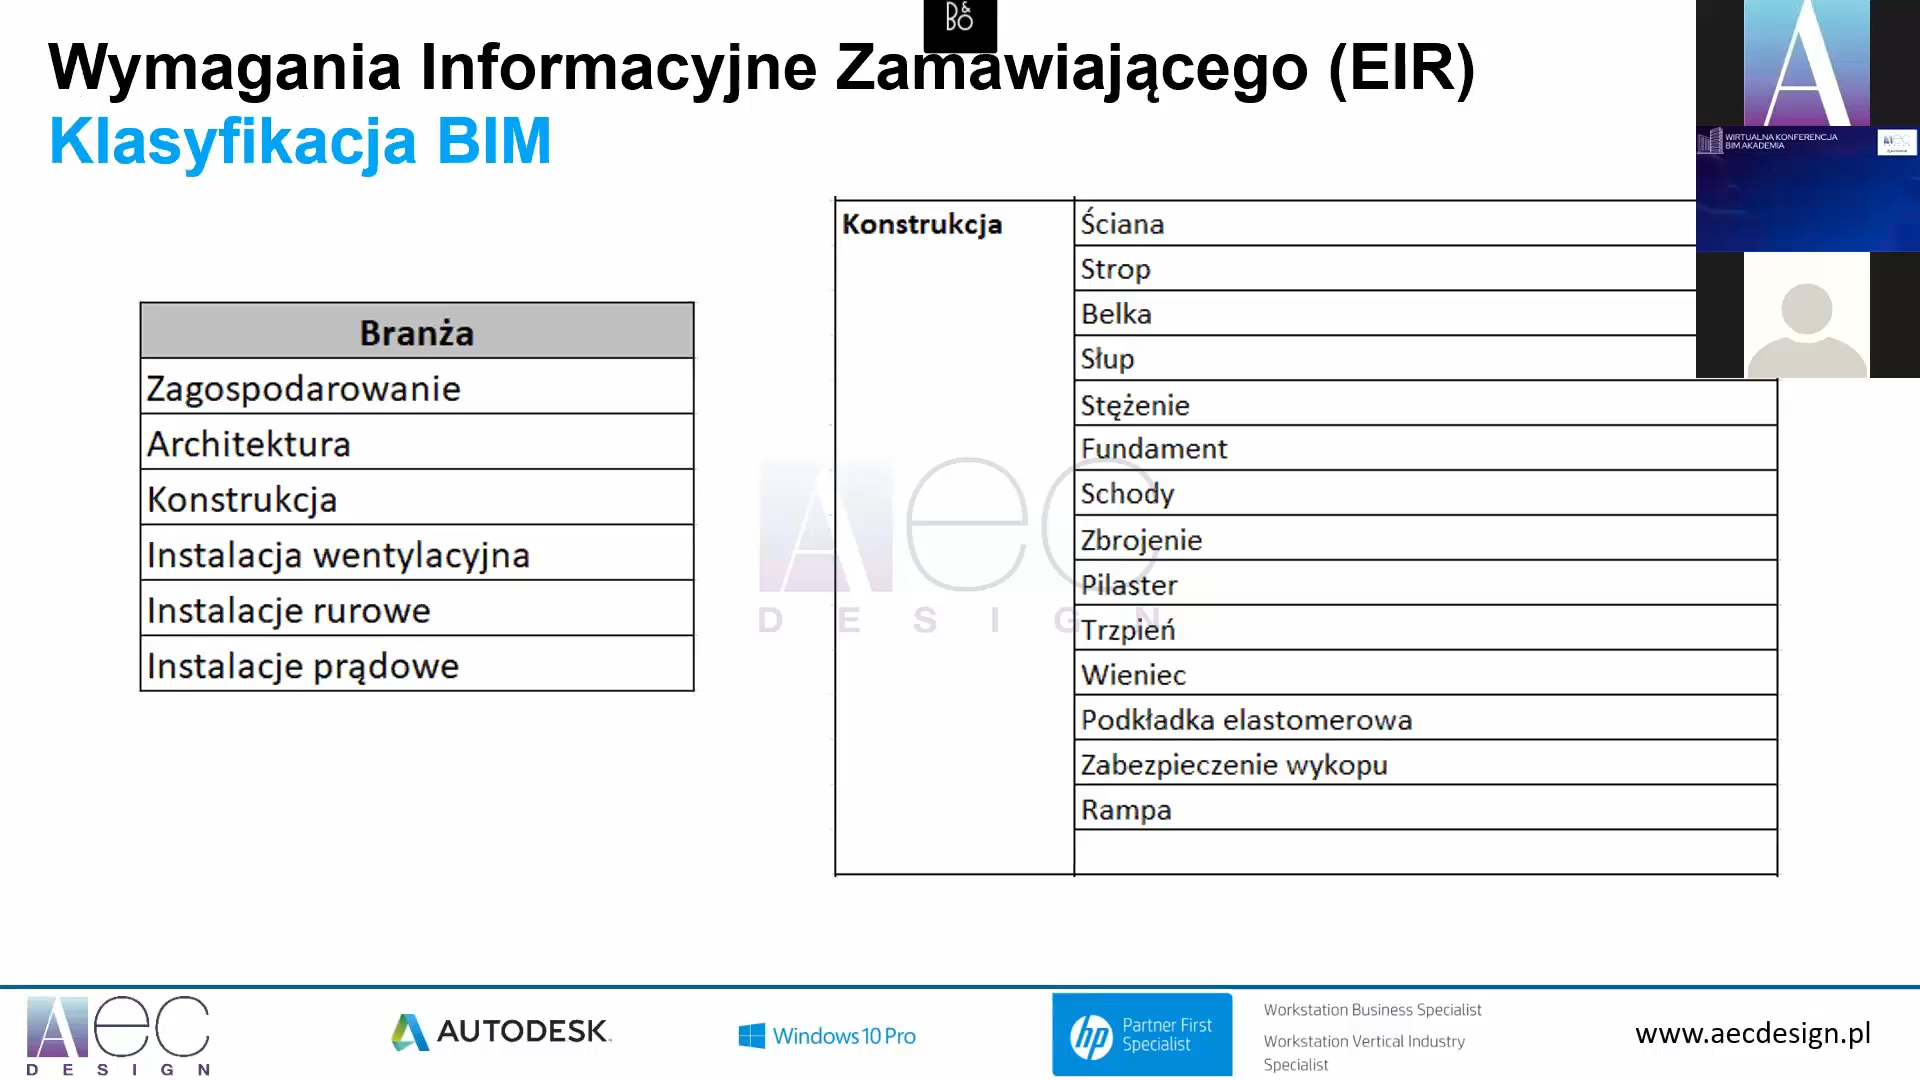 B&O
Wymagania Informacyjne Zamawiającego (EIR)
Klasyfikacja BIM
WIRTUALNA KONFERENCJA
BIM AKADEMIA
Branża
Zagospodarowanie
Architektura
Konstrukcja
Instalacja wentylacyjna
Instalacje rurowe
Instalacje prądowe
Konstrukcja
Ściana
Strop
Belka
Słup
Stężenie
Fundament
Schody
Zbrojenie
Pilaster
Trzpień
Wieniec
Podkładka elastomerowa
Zabezpieczenie wykopu
Rampa
Aec
DESIGN
Aec
DESIGN
AUTODESK.
Windows 10 Pro
hp
Partner First
Specialist
Workstation Business Specialist
Workstation Vertical Industry
Specialist
www.aecdesign.pl